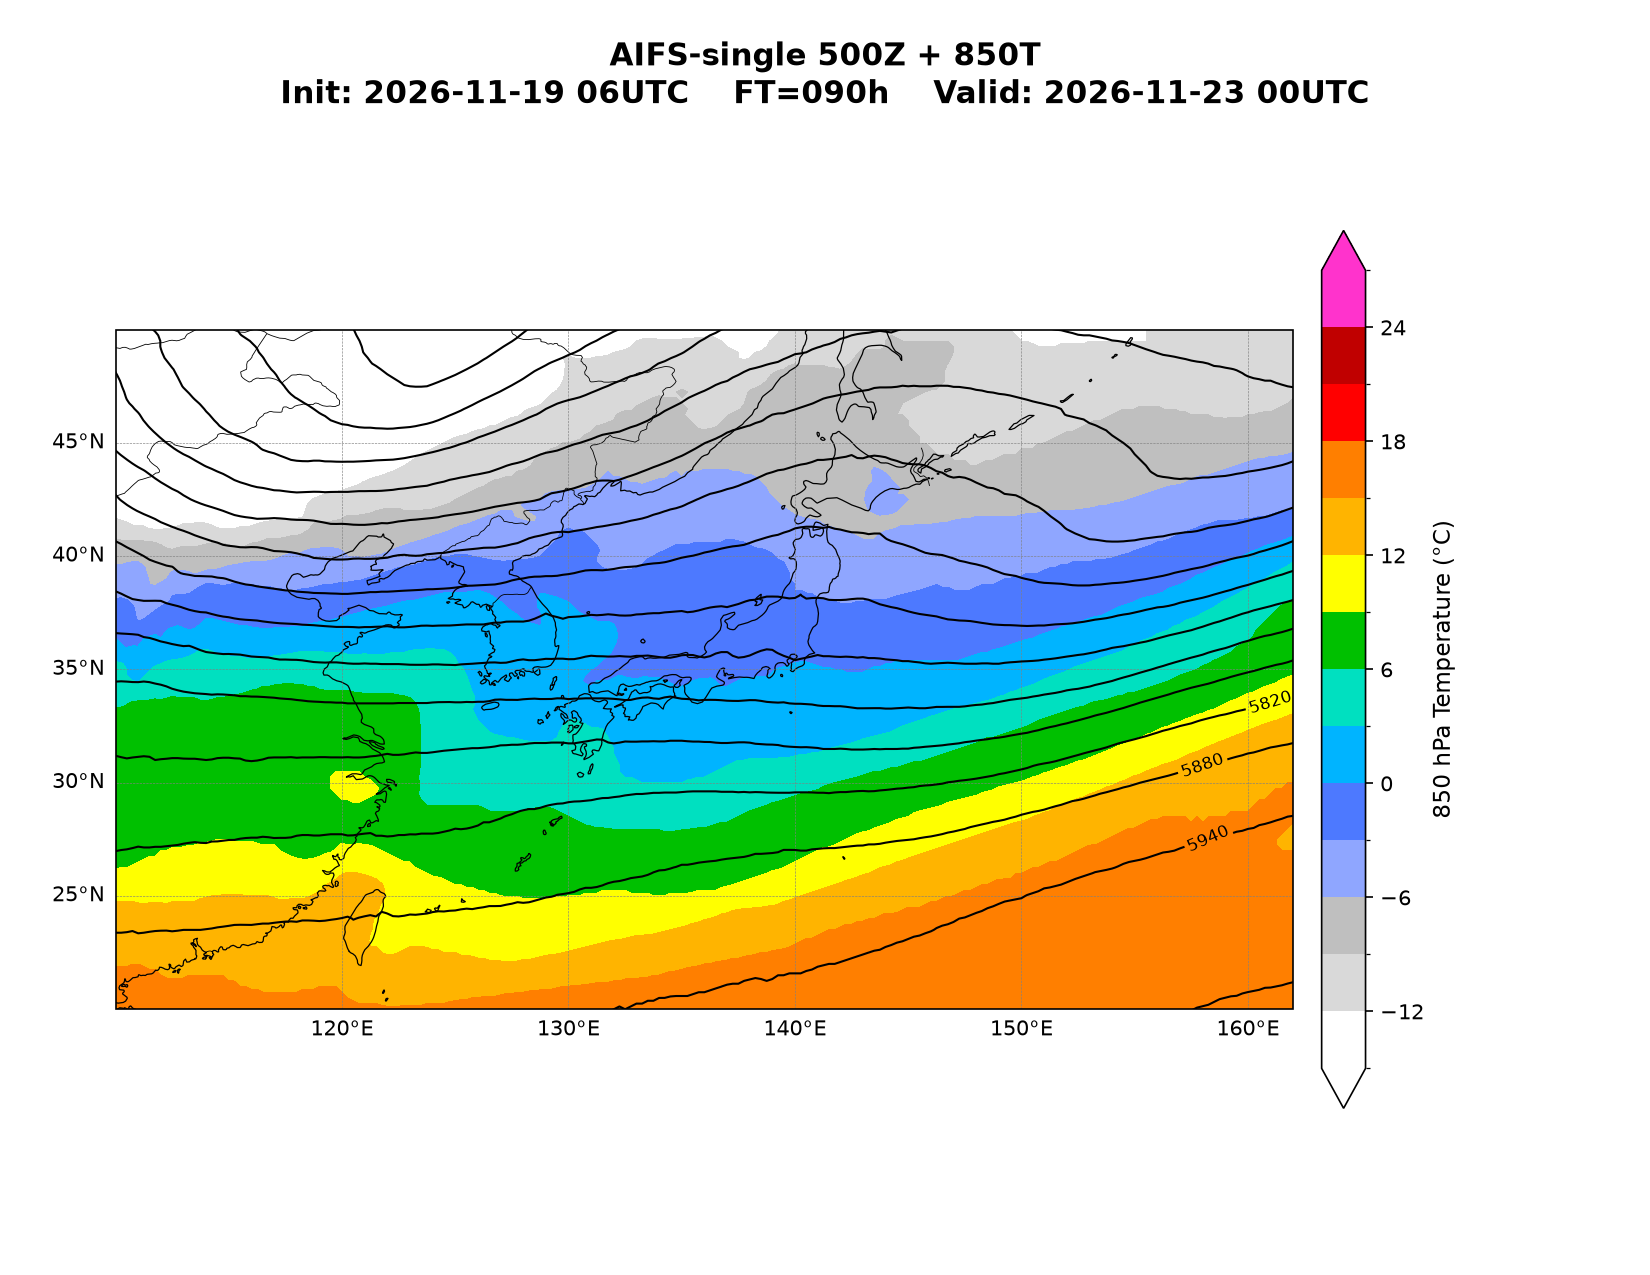 AIFS-single 500Z + 850T
Init: 2026-11-19 06UTC    FT=090h    Valid: 2026-11-23 00UTC
45°N
40°N
35°N
30°N
25°N
120°E
130°E
140°E
150°E
160°E
5820
5880
5940
24
18
12
6
0
−6
−12
850 hPa Temperature (°C)